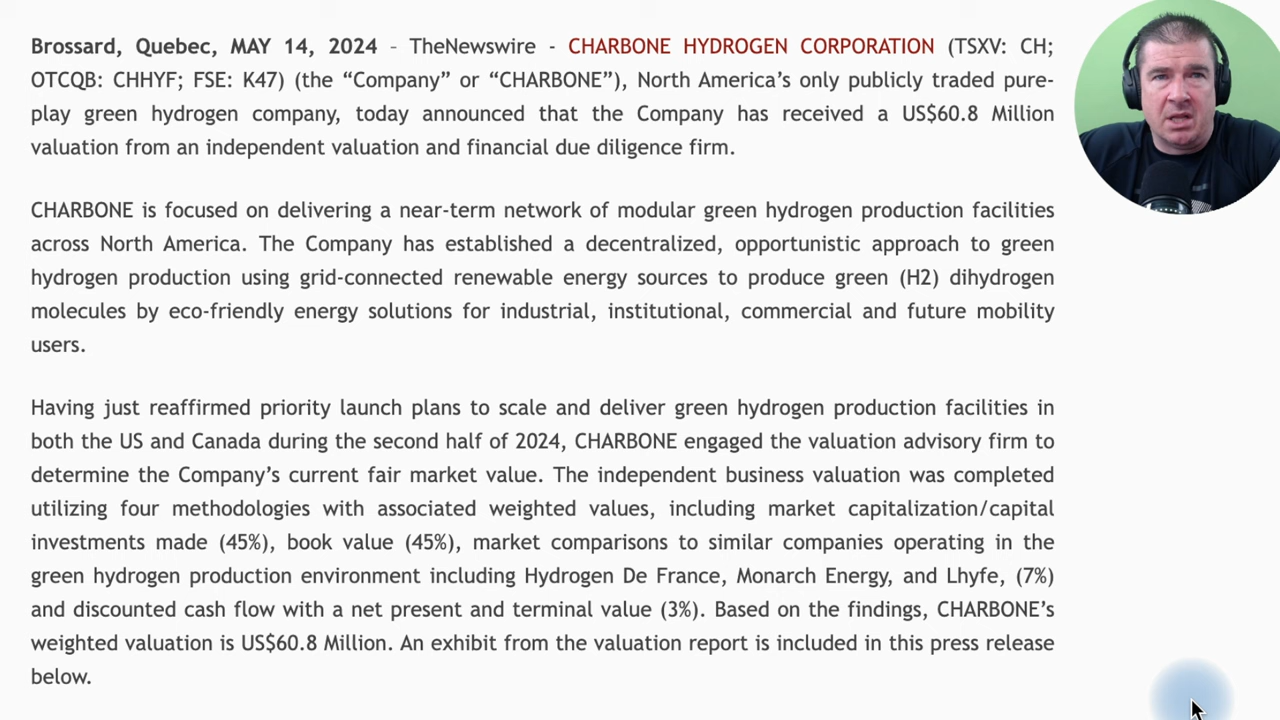 Brossard, Quebec, MAY 14, 2024 – TheNewswire - CHARBONE HYDROGEN CORPORATION (TSXV: CH;
OTCQB: CHHYF; FSE: K47) (the “Company” or “CHARBONE”), North America’s only publicly traded pure-
play green hydrogen company, today announced that the Company has received a US$60.8 Million
valuation from an independent valuation and financial due diligence firm.
CHARBONE is focused on delivering a near-term network of modular green hydrogen production facilities
across North America. The Company has established a decentralized, opportunistic approach to green
hydrogen production using grid-connected renewable energy sources to produce green (H2) dihydrogen
molecules by eco-friendly energy solutions for industrial, institutional, commercial and future mobility
users.
Having just reaffirmed priority launch plans to scale and deliver green hydrogen production facilities in
both the US and Canada during the second half of 2024, CHARBONE engaged the valuation advisory firm to
determine the Company’s current fair market value. The independent business valuation was completed
utilizing four methodologies with associated weighted values, including market capitalization/capital
investments made (45%), book value (45%), market comparisons to similar companies operating in the
green hydrogen production environment including Hydrogen De France, Monarch Energy, and Lhyfe, (7%)
and discounted cash flow with a net present and terminal value (3%). Based on the findings, CHARBONE’s
weighted valuation is US$60.8 Million. An exhibit from the valuation report is included in this press release
below.